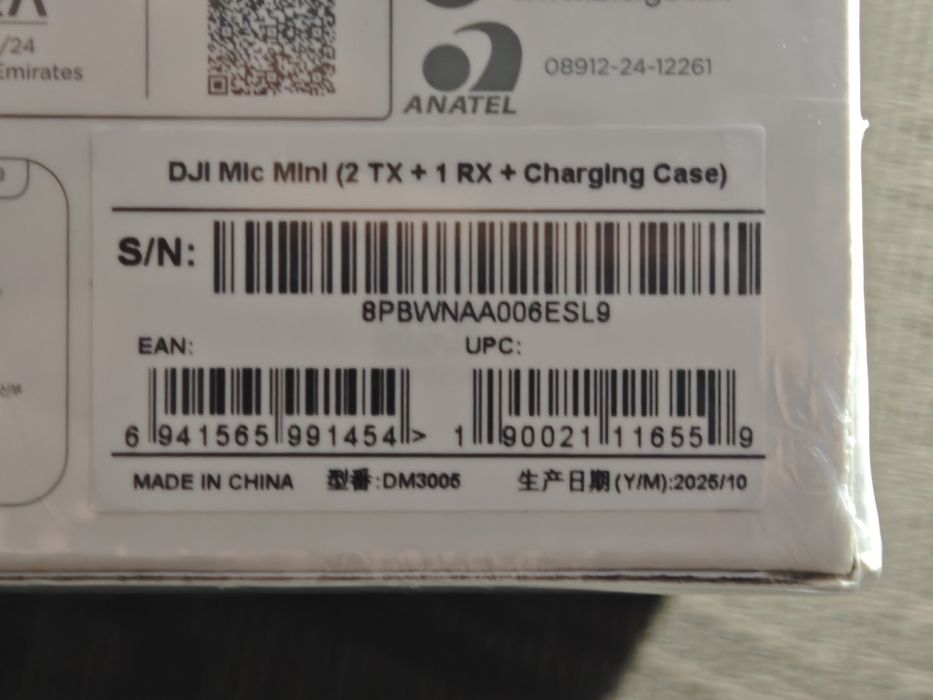 /24
Emirates
ANATEL
08912-24-12261
DJI Mic Mini (2 TX + 1 RX + Charging Case)
S/N:
8PBWNAA006ESL9
EAN:
UPC:
6 941565 991454 >
1 90021 11655 9
MADE IN CHINA 型番:DM3005 生产日期(Y/M):2025/10